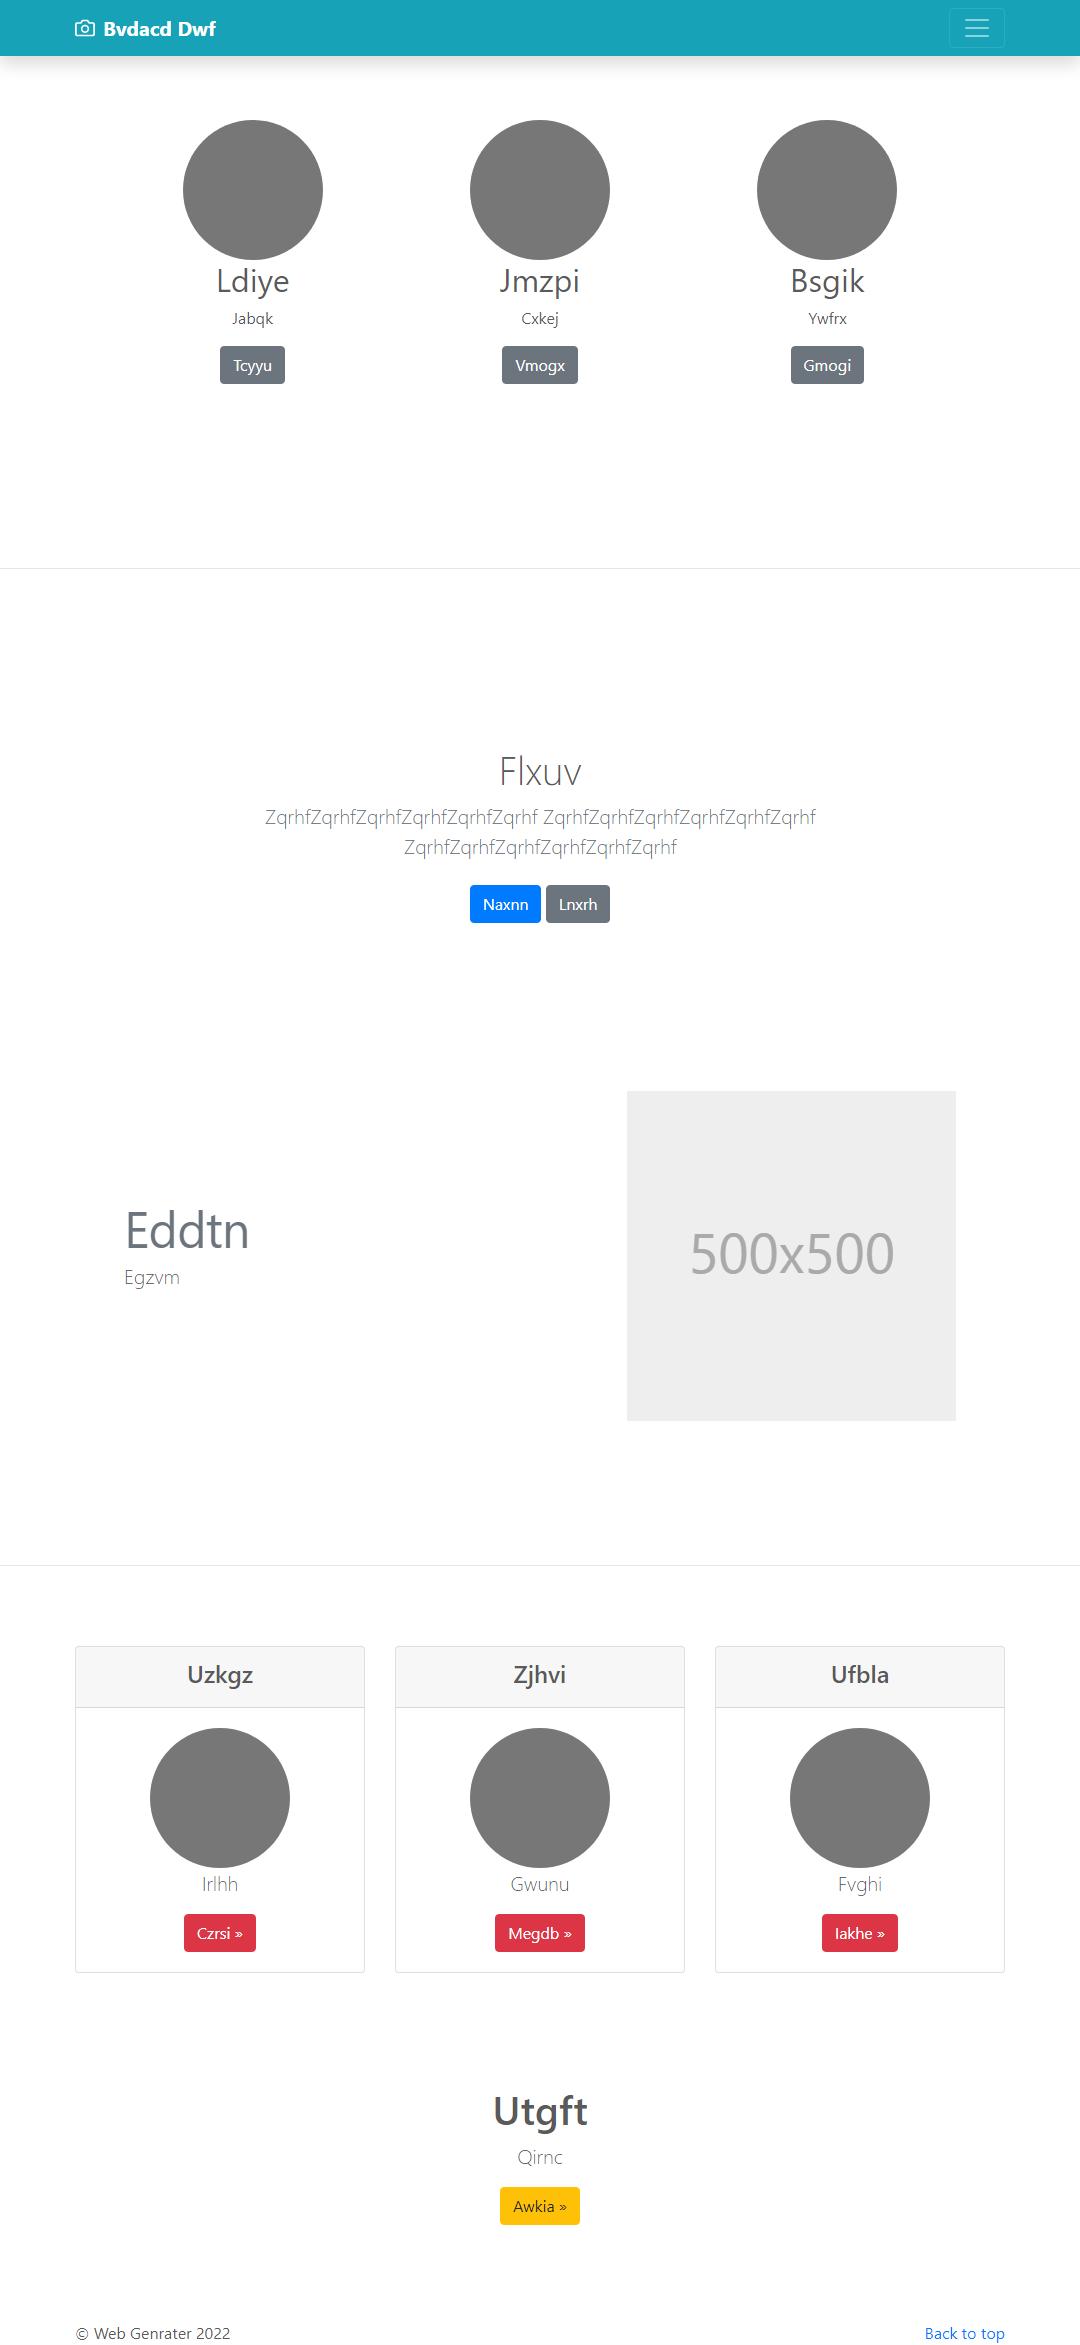 Bvdacd Dwf
Ldiye
Jabqk
Tcyyu
Jmzpi
Cxkej
Vmogx
Bsgik
Ywfrx
Gmogi
Flxuv
ZqrhfZqrhfZqrhfZqrhfZqrhfZqrhf ZqrhfZqrhfZqrhfZqrhfZqrhfZqrhf
ZqrhfZqrhfZqrhfZqrhfZqrhfZqrhf
Naxnn Lnxrh
Eddtn
Egzvm
500x500
Uzkgz
Irlhh
Czrsi »
Zjhvi
Gwunu
Megdb »
Ufbla
Fvghi
Iakhe »
Utgft
Qirnc
Awkia »
© Web Genrater 2022
Back to top